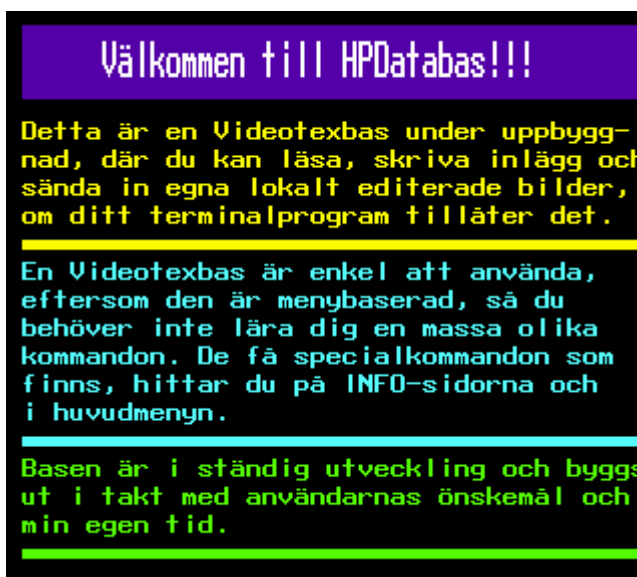 Välkommen till HPDatabas!!!
Detta är en Videotexbas under uppbygg-
nad, där du kan läsa, skriva inlägg och
sända in egna lokalt editerade bilder,
om ditt terminalprogram tillåter det.
En Videotexbas är enkel att använda,
eftersom den är menybaserad, så du
behöver inte lära dig en massa olika
kommandon. De få specialkommandon som
finns, hittar du på INFO-sidorna och
i huvudmenyn.
Basen är i ständig utveckling och byggs
ut i takt med användarnas önskemål och
min egen tid.